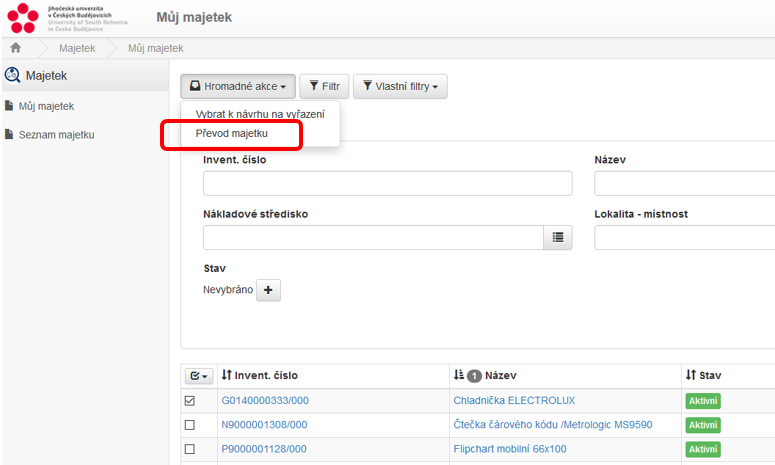 Jihočeská univerzita
v Českých Budějovicích
University of South Bohemia
in České Budějovice
Můj majetek
Majetek
Můj majetek
Majetek
Můj majetek
Seznam majetku
Hromadné akce
Filtr
Vlastní filtry
Vybrat k návrhu na vyřazení
Převod majetku
Invent. číslo
Název
Nákladové středisko
Lokalita - místnost
Stav
Nevybráno
Invent. číslo
1 Název
Stav
G0140000333/000
Chladnička ELECTROLUX
Aktivní
N9000001308/000
Čtečka čárového kódu /Metrologic MS9590
Aktivní
P9000001128/000
Flipchart mobilní 66x100
Aktivní